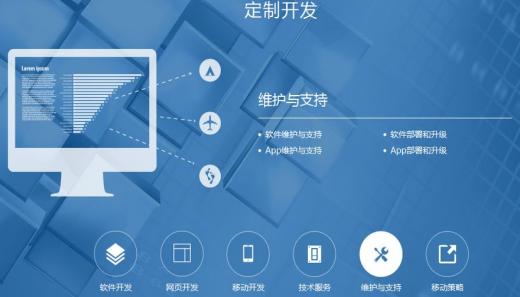 定制开发
Lorem Ipsum
维护与支持
• 软件维护与支持
• 软件部署和升级
• App维护与支持
• App部署和升级
软件开发
网页开发
移动开发
技术服务
维护与支持
移动策略